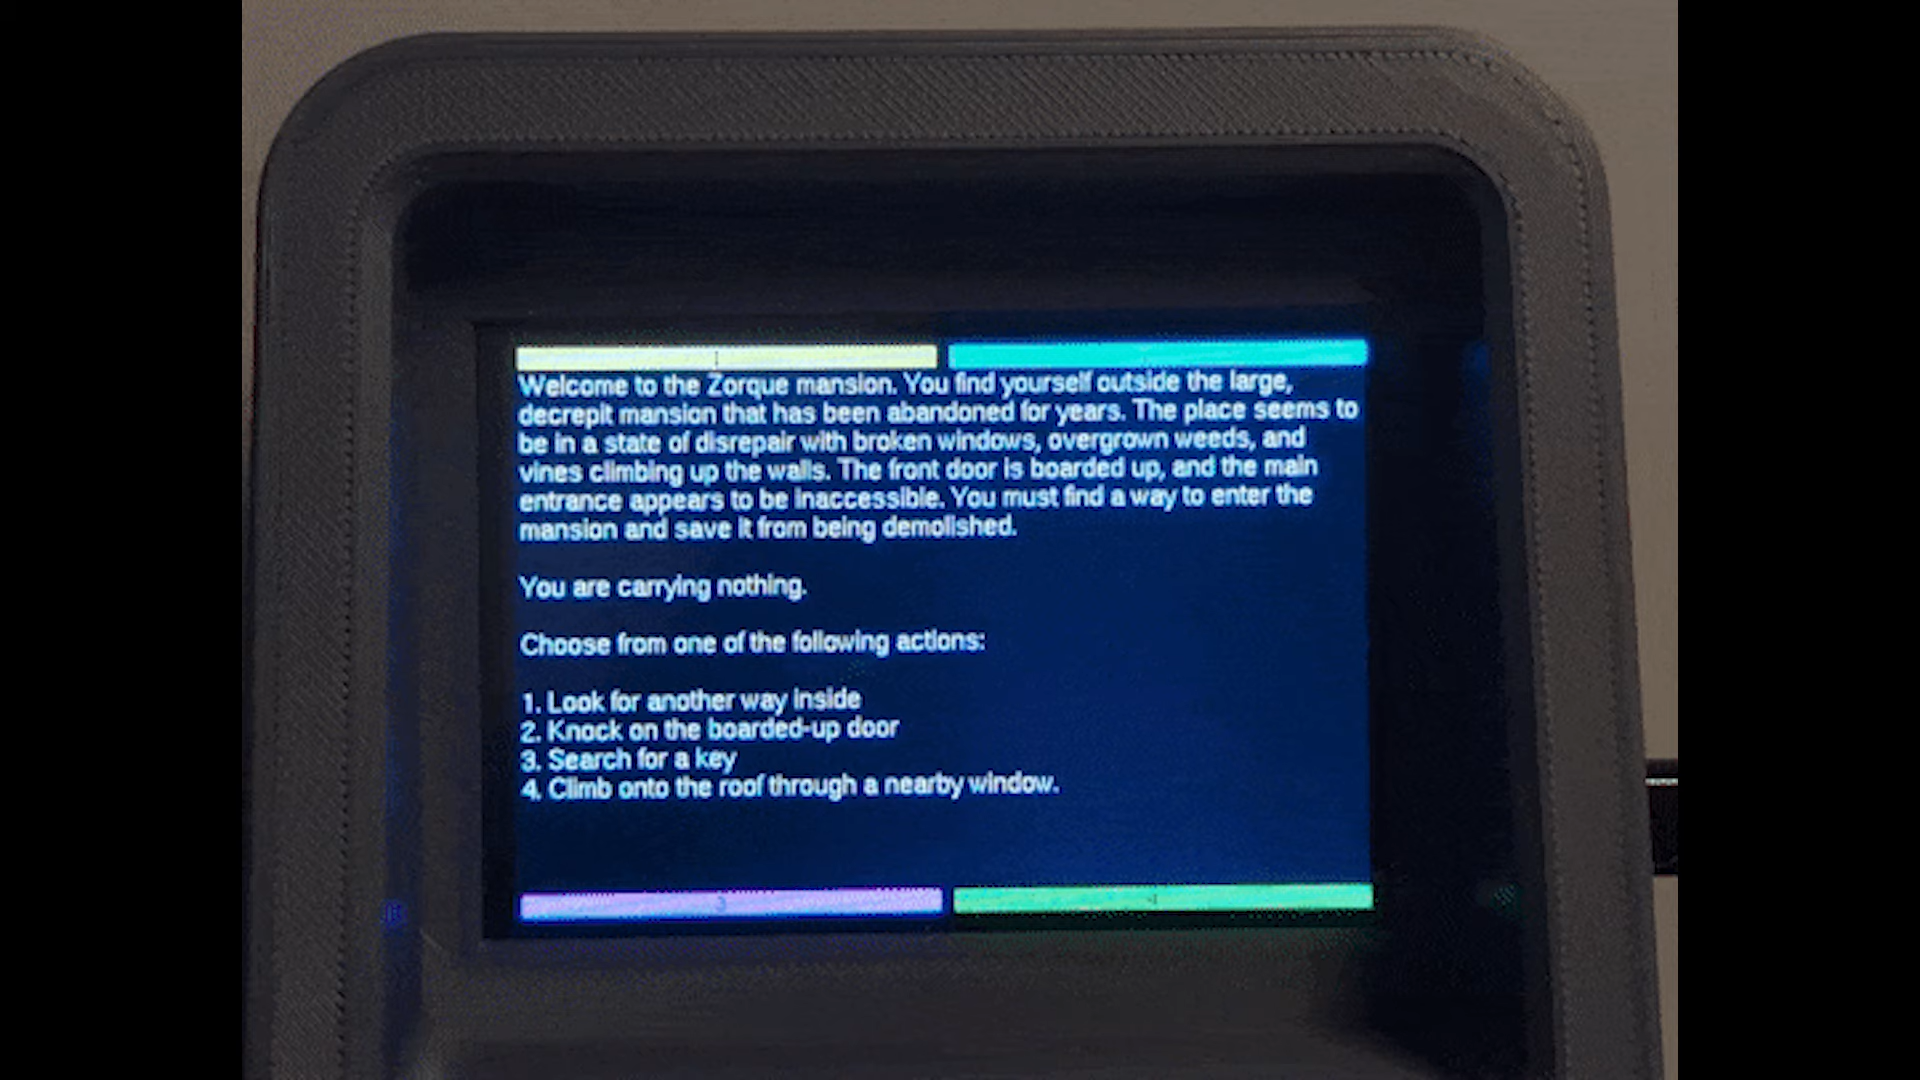 1
Welcome to the Zorque mansion. You find yourself outside the large,
decrepit mansion that has been abandoned for years. The place seems to
be in a state of disrepair with broken windows, overgrown weeds, and
vines climbing up the walls. The front door is boarded up, and the main
entrance appears to be inaccessible. You must find a way to enter the
mansion and save it from being demolished.
You are carrying nothing.
Choose from one of the following actions:
1. Look for another way inside
2. Knock on the boarded-up door
3. Search for a key
4. Climb onto the roof through a nearby window.
3 4